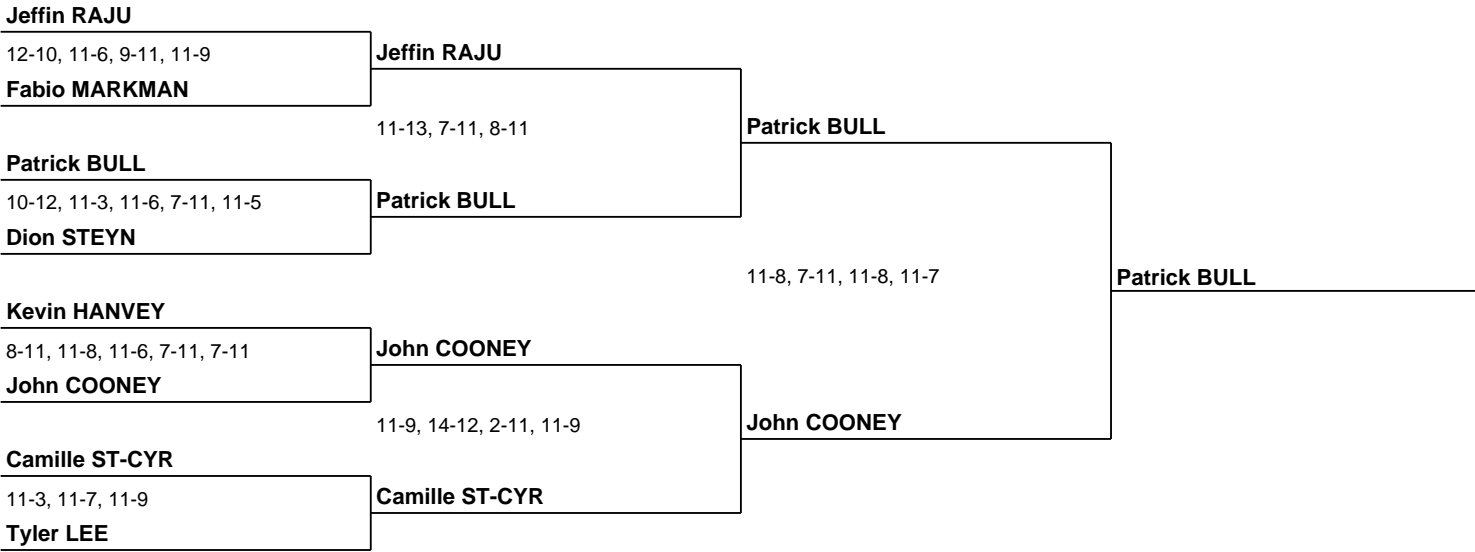 Jeffin RAJU
12-10, 11-6, 9-11, 11-9
Fabio MARKMAN
Patrick BULL
10-12, 11-3, 11-6, 7-11, 11-5
Dion STEYN
Kevin HANVEY
8-11, 11-8, 11-6, 7-11, 7-11
John COONEY
Camille ST-CYR
11-3, 11-7, 11-9
Tyler LEE
Jeffin RAJU
11-13, 7-11, 8-11
Patrick BULL
John COONEY
11-9, 14-12, 2-11, 11-9
Camille ST-CYR
Patrick BULL
11-8, 7-11, 11-8, 11-7
John COONEY
Patrick BULL